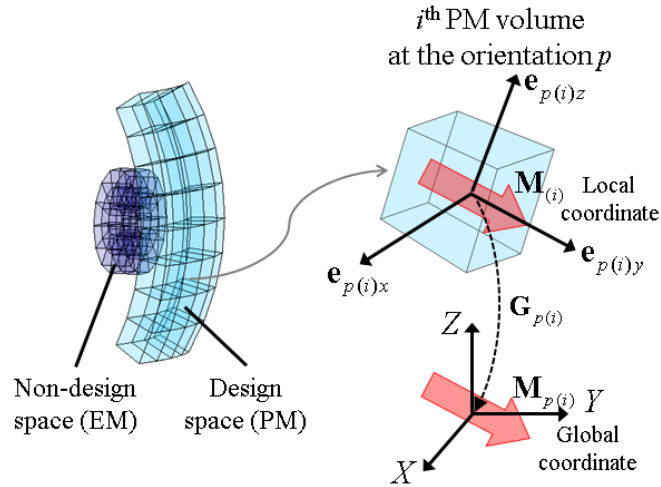 i^th PM volume
at the orientation p
e_p(i)z
M_(i)
Local
coordinate
e_p(i)x
e_p(i)y
G_p(i)
Z
M_p(i)
Y
X
Global
coordinate
Non-design
space (EM)
Design
space (PM)